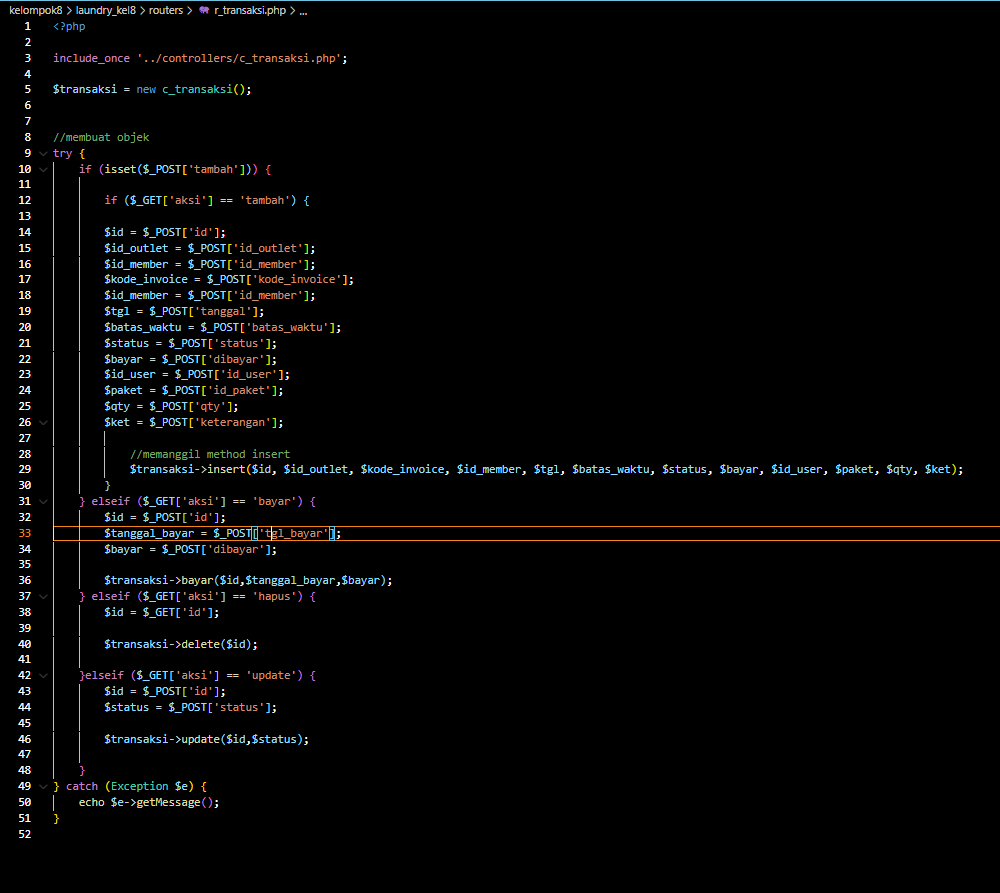 kelompok8 > laundry_kel8 > routers > r_transaksi.php > ...
1 <?php
2
3 include_once '../controllers/c_transaksi.php';
4
5 $transaksi = new c_transaksi();
6
7
8 //membuat objek
9 try {
10 if (isset($_POST['tambah'])) {
11
12 if ($_GET['aksi'] == 'tambah') {
13
14 $id = $_POST['id'];
15 $id_outlet = $_POST['id_outlet'];
16 $id_member = $_POST['id_member'];
17 $kode_invoice = $_POST['kode_invoice'];
18 $id_member = $_POST['id_member'];
19 $tgl = $_POST['tanggal'];
20 $batas_waktu = $_POST['batas_waktu'];
21 $status = $_POST['status'];
22 $bayar = $_POST['dibayar'];
23 $id_user = $_POST['id_user'];
24 $paket = $_POST['id_paket'];
25 $qty = $_POST['qty'];
26 $ket = $_POST['keterangan'];
27
28 //memanggil method insert
29 $transaksi->insert($id, $id_outlet, $kode_invoice, $id_member, $tgl, $batas_waktu, $status, $bayar, $id_user, $paket, $qty, $ket);
30 }
31 } elseif ($_GET['aksi'] == 'bayar') {
32 $id = $_POST['id'];
33 $tanggal_bayar = $_POST['tgl_bayar'];
34 $bayar = $_POST['dibayar'];
35
36 $transaksi->bayar($id,$tanggal_bayar,$bayar);
37 } elseif ($_GET['aksi'] == 'hapus') {
38 $id = $_GET['id'];
39
40 $transaksi->delete($id);
41
42 }elseif ($_GET['aksi'] == 'update') {
43 $id = $_POST['id'];
44 $status = $_POST['status'];
45
46 $transaksi->update($id,$status);
47
48 }
49 } catch (Exception $e) {
50 echo $e->getMessage();
51 }
52